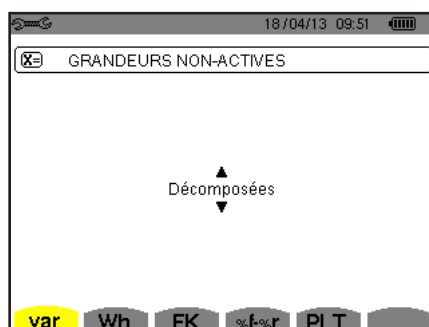 18/04/13 09:51
X= GRANDEURS NON-ACTIVES
Décomposées
var Wh FK %f-%r PLT